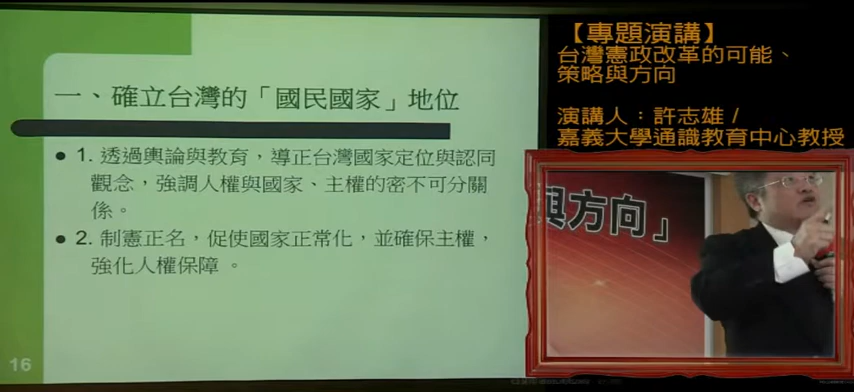 一、確立台灣的「國民國家」地位
● 1. 透過輿論與教育，導正台灣國家定位與認同
觀念，強調人權與國家、主權的密不可分關
係。
● 2. 制憲正名，促使國家正常化，並確保主權，
強化人權保障 。
16
【專題演講】
台灣憲政改革的可能、
策略與方向
演講人：許志雄 /
嘉義大學通識教育中心教授
與方向」